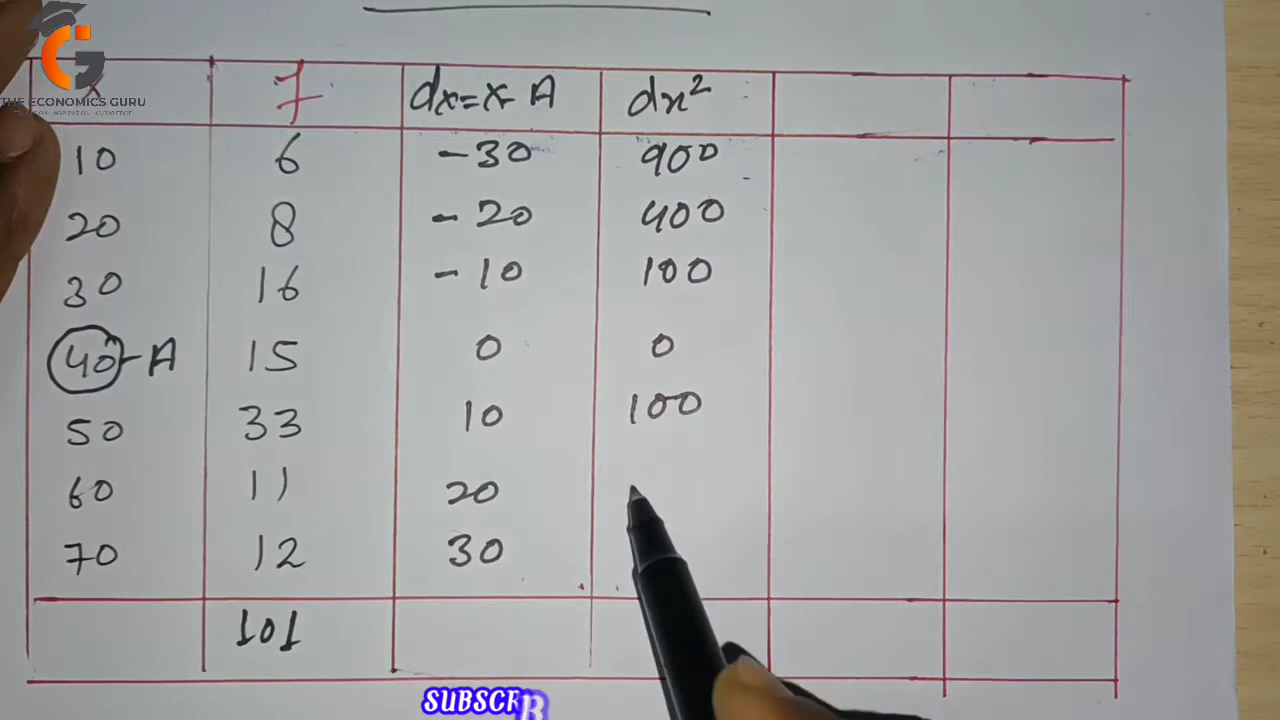 THE ECONOMICS GURU
x f dx=x-A dx²
10 6 -30 900
20 8 -20 400
30 16 -10 100
40-A 15 0 0
50 33 10 100
60 11 20
70 12 30
101
SUBSCRB